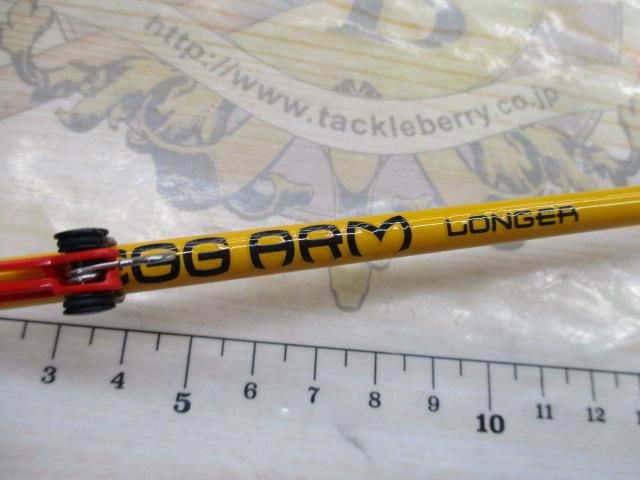 http://www.tackleberry.co.jp
EGG ARM LONGER
3 4 5 6 7 8 9 10 11 12